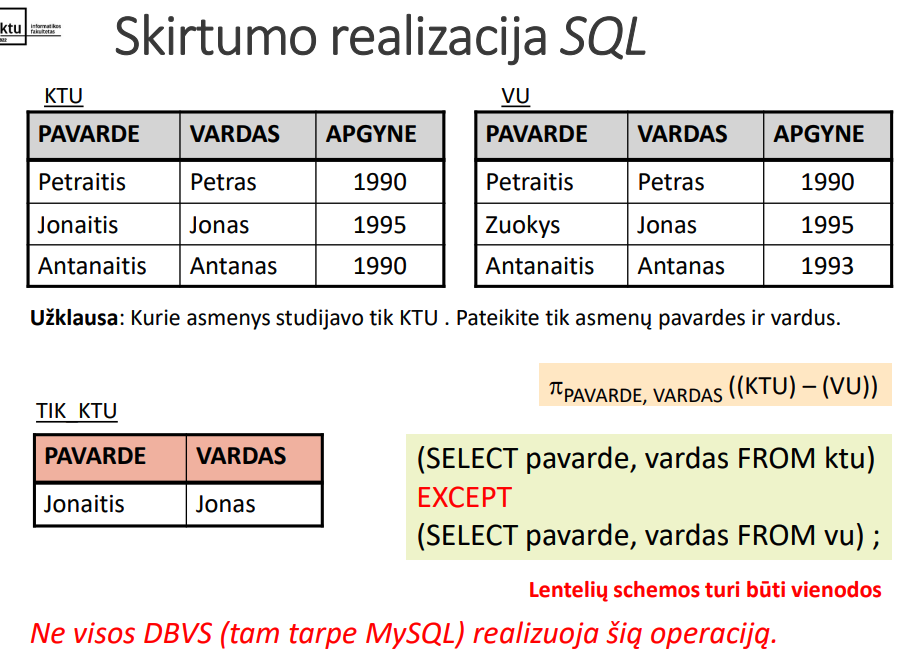 ktu informatikos
fakultetas
1922
Skirtumo realizacija SQL
KTU
PAVARDE VARDAS APGYNE
Petraitis Petras 1990
Jonaitis Jonas 1995
Antanaitis Antanas 1990
VU
PAVARDE VARDAS APGYNE
Petraitis Petras 1990
Zuokys Jonas 1995
Antanaitis Antanas 1993
Užklausa: Kurie asmenys studijavo tik KTU . Pateikite tik asmenų pavardes ir vardus.
πPAVARDE, VARDAS ((KTU) – (VU))
TIK_KTU
PAVARDE VARDAS
Jonaitis Jonas
(SELECT pavarde, vardas FROM ktu)
EXCEPT
(SELECT pavarde, vardas FROM vu) ;
Lentelių schemos turi būti vienodos
Ne visos DBVS (tam tarpe MySQL) realizuoja šią operaciją.